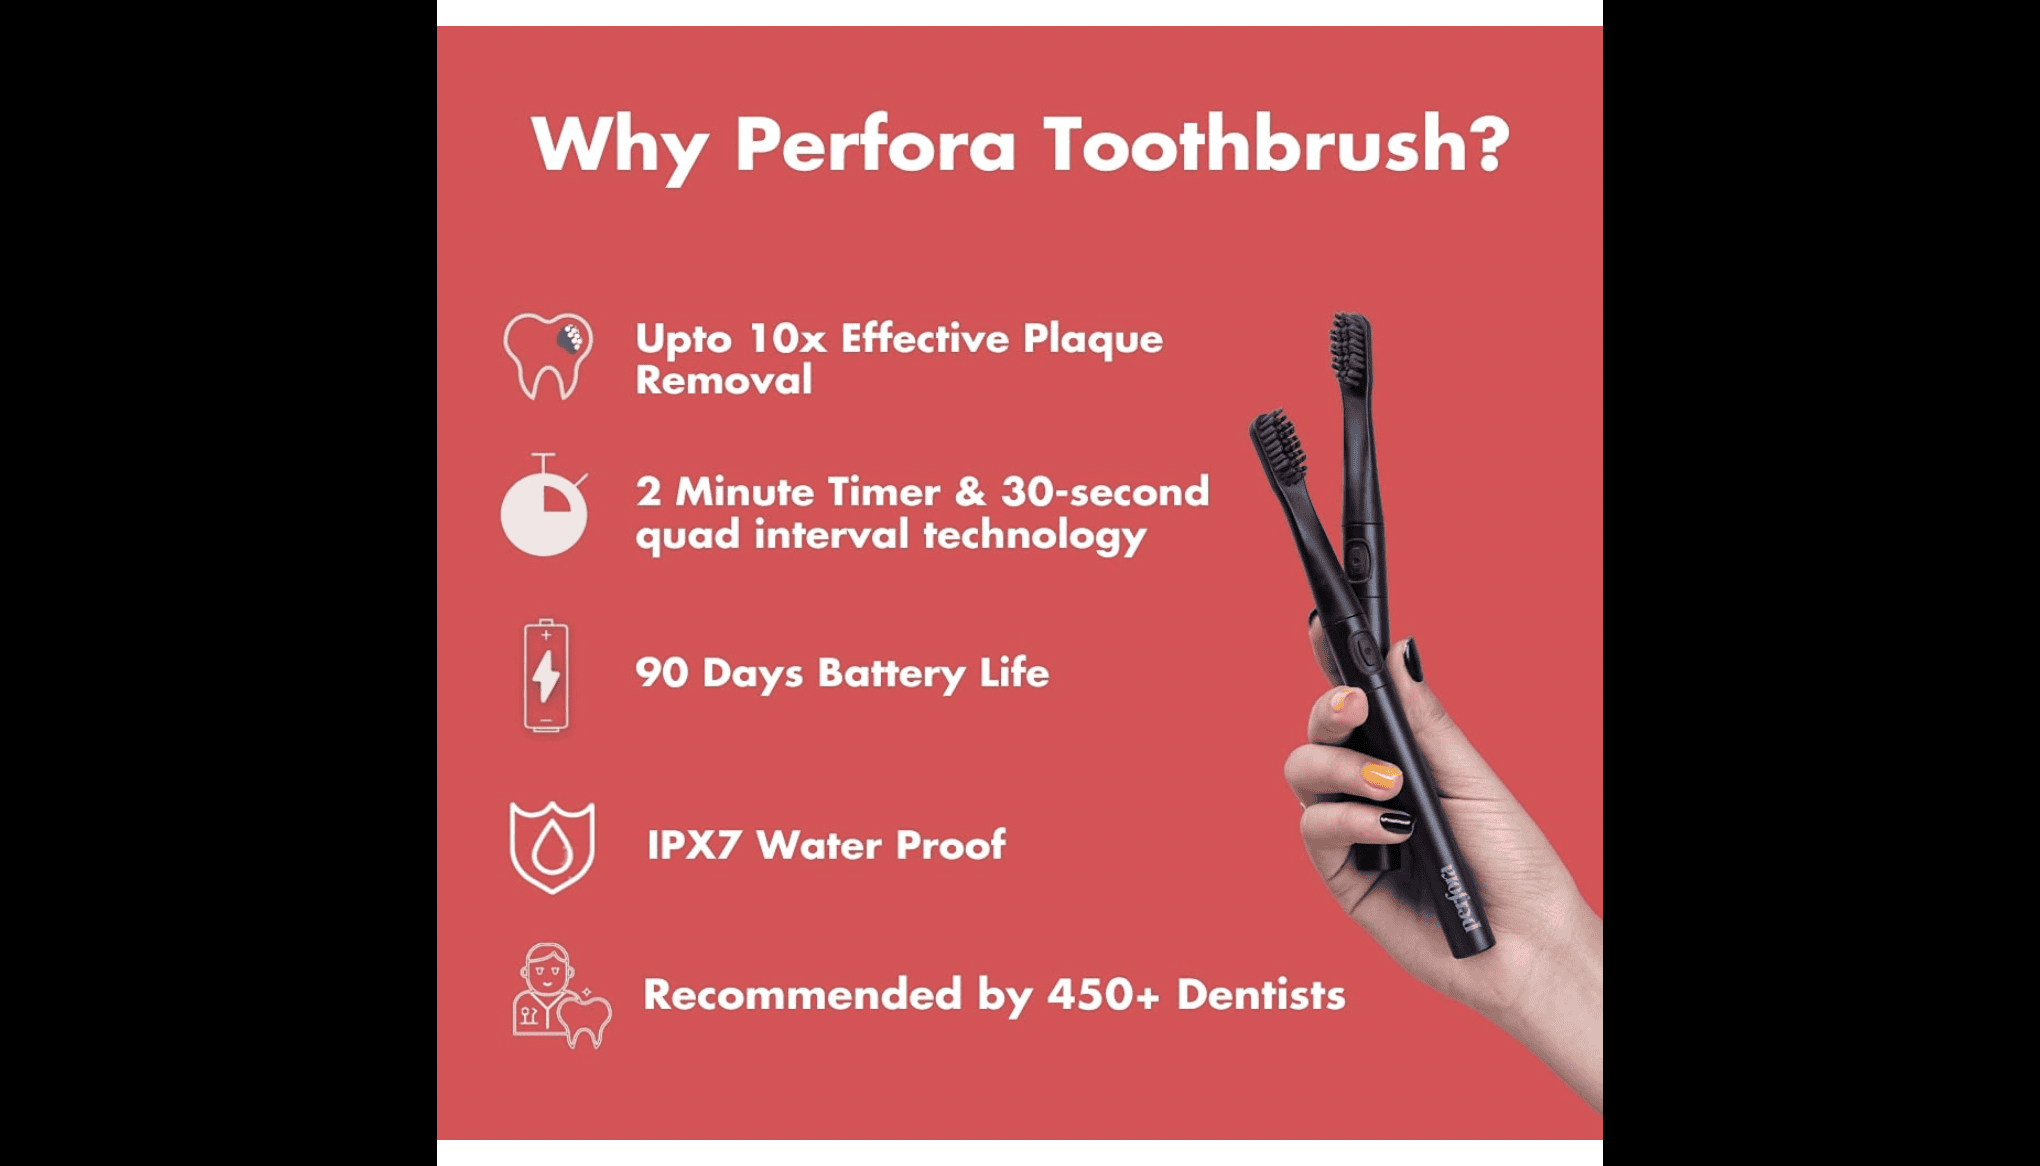 Why Perfora Toothbrush?
Upto 10x Effective Plaque
Removal
2 Minute Timer & 30-second
quad interval technology
90 Days Battery Life
IPX7 Water Proof
Recommended by 450+ Dentists
perfora